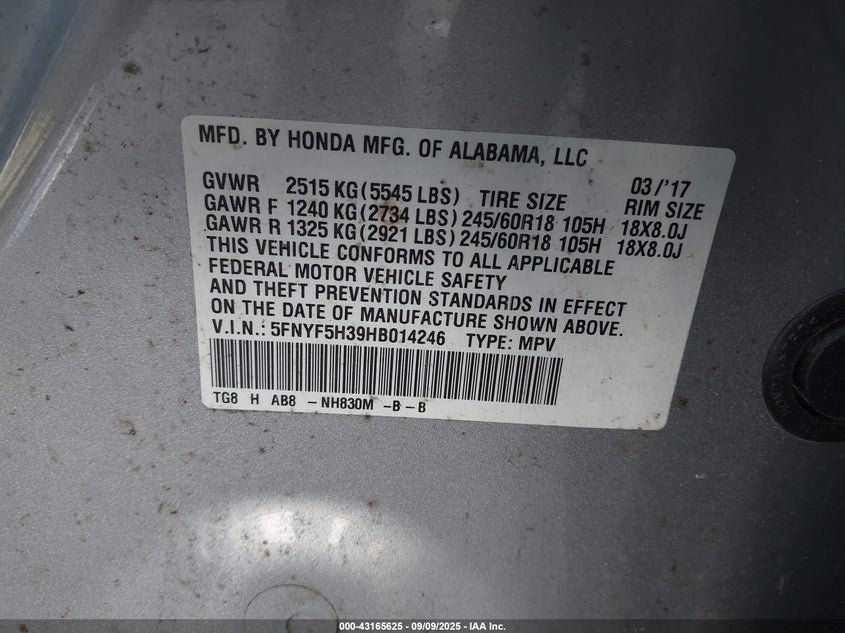 MFD. BY HONDA MFG. OF ALABAMA, LLC
03/'17
GVWR 2515 KG (5545 LBS) TIRE SIZE RIM SIZE
GAWR F 1240 KG (2734 LBS) 245/60R18 105H 18X8.0J
GAWR R 1325 KG (2921 LBS) 245/60R18 105H 18X8.0J
THIS VEHICLE CONFORMS TO ALL APPLICABLE
FEDERAL MOTOR VEHICLE SAFETY
AND THEFT PREVENTION STANDARDS IN EFFECT
ON THE DATE OF MANUFACTURE SHOWN ABOVE.
V.I.N.: 5FNYF5H39HB014246 TYPE: MPV
TG8 H AB8 - NH830M - B - B
000-43165625 - 09/09/2025 - IAA Inc.